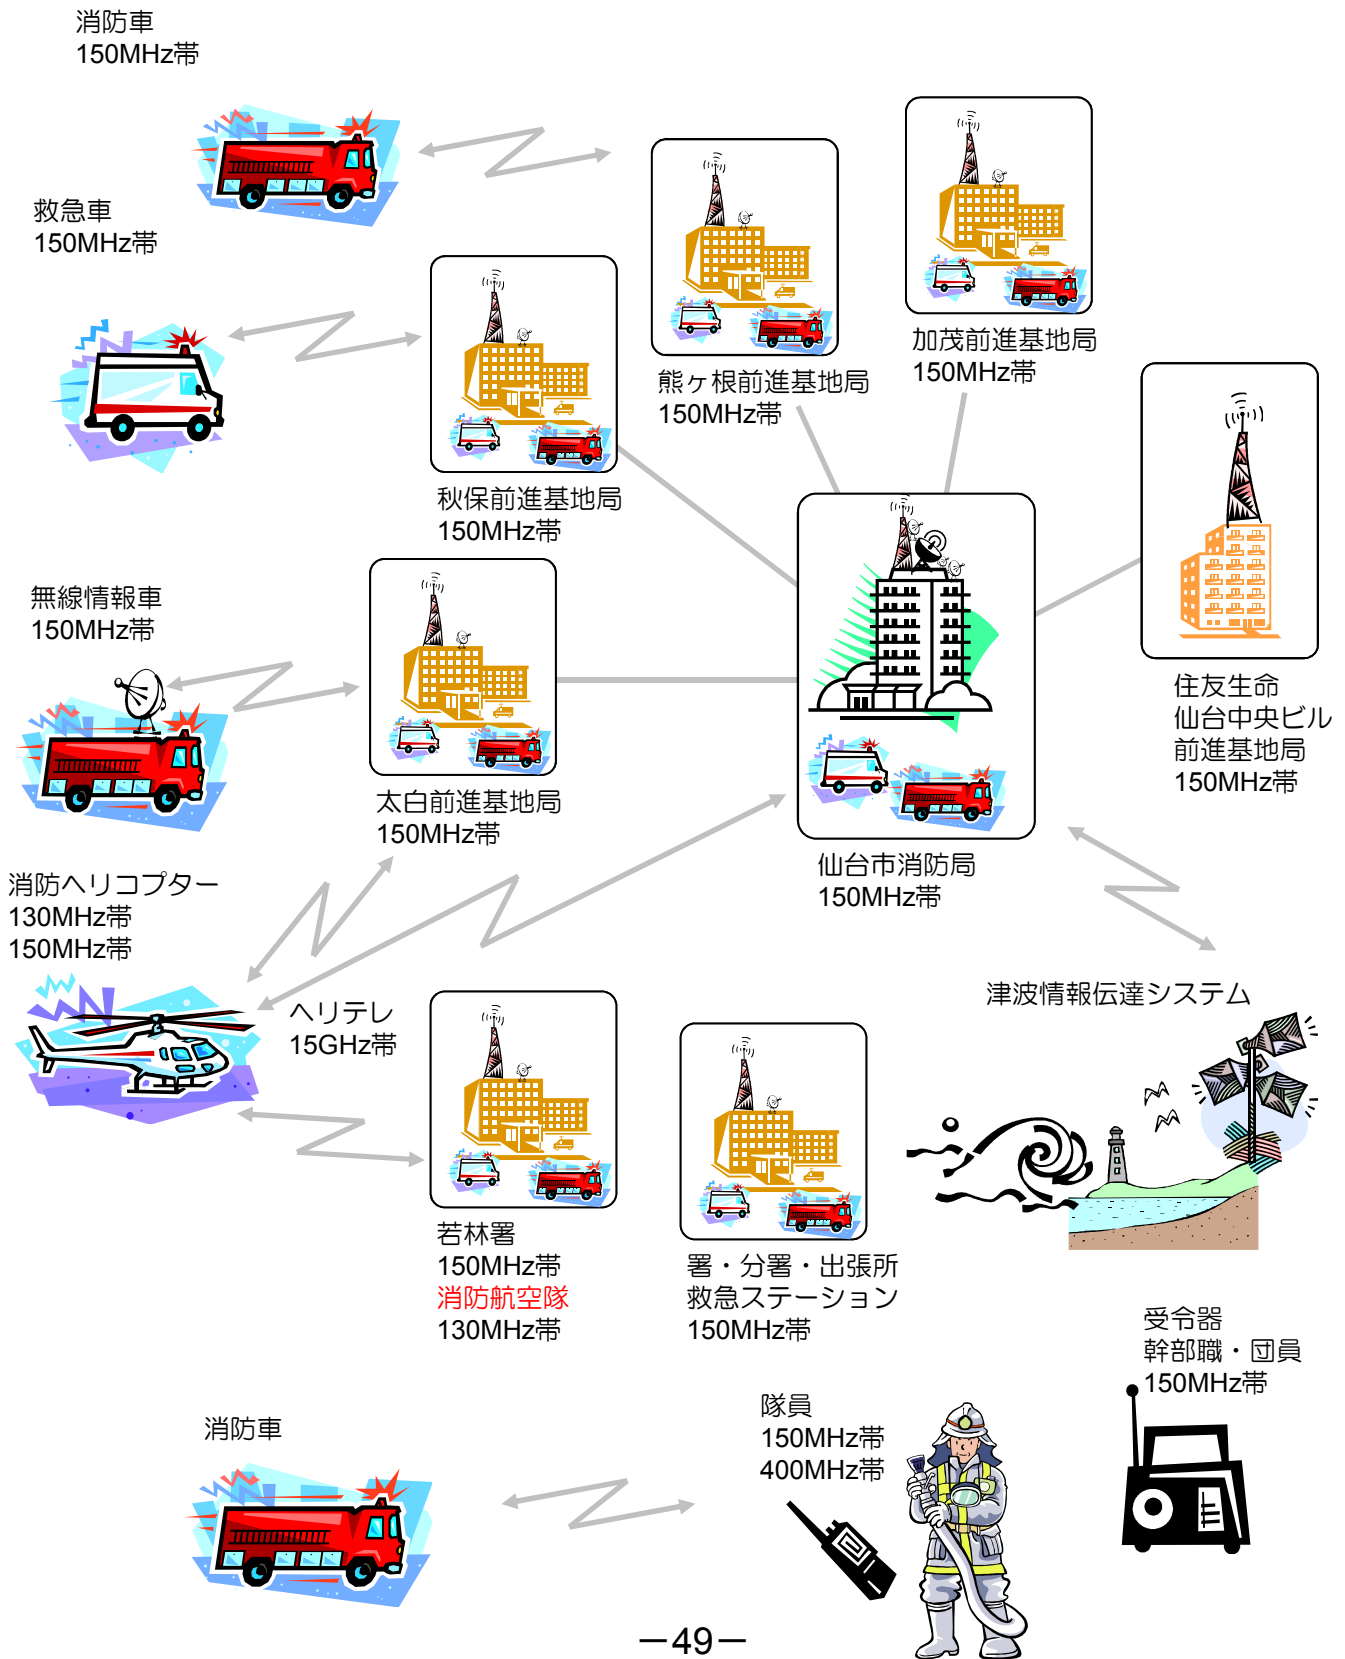 消防車
150MHz帯
救急車
150MHz帯
熊ヶ根前進基地局
150MHz帯
加茂前進基地局
150MHz帯
秋保前進基地局
150MHz帯
無線情報車
150MHz帯
住友生命
仙台中央ビル
前進基地局
150MHz帯
太白前進基地局
150MHz帯
仙台市消防局
150MHz帯
消防ヘリコプター
130MHz帯
150MHz帯
ヘリテレ
15GHz帯
津波情報伝達システム
若林署
150MHz帯
消防航空隊
130MHz帯
署・分署・出張所
救急ステーション
150MHz帯
受令器
幹部職・団員
150MHz帯
消防車
隊員
150MHz帯
400MHz帯
－49－